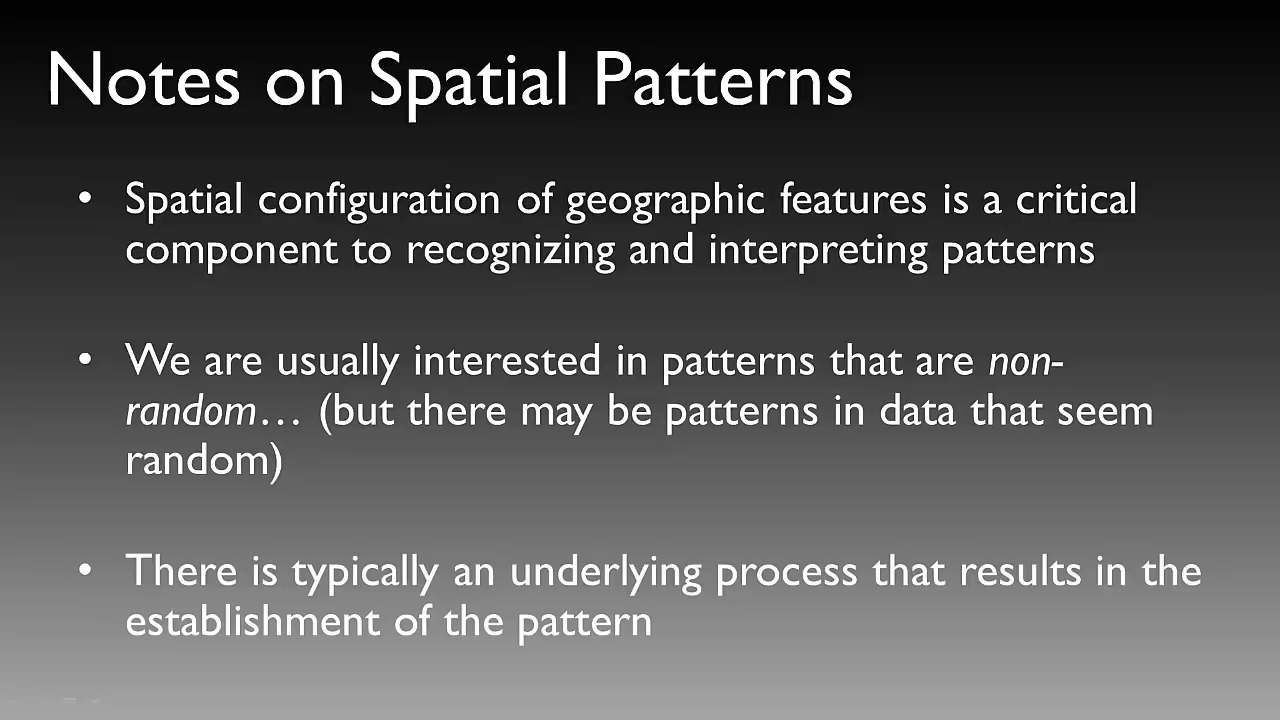 Notes on Spatial Patterns
• Spatial configuration of geographic features is a critical
component to recognizing and interpreting patterns
• We are usually interested in patterns that are non-
random… (but there may be patterns in data that seem
random)
• There is typically an underlying process that results in the
establishment of the pattern